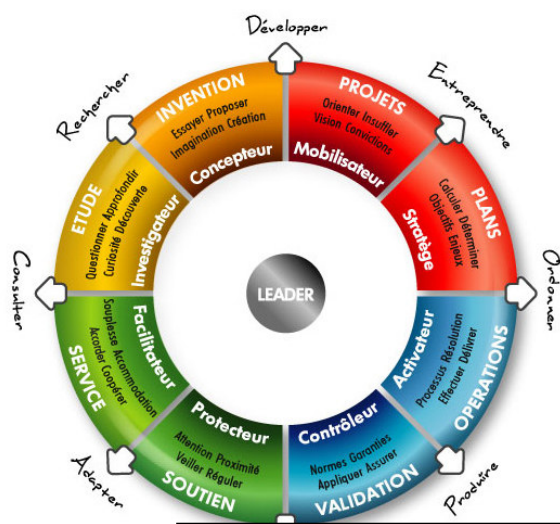 Développer
Entreprendre
Ordonner
Produire
Adapter
Consulter
Rechercher
PROJETS
Orienter Insuffler
Vision Convictions
Mobilisateur
PLANS
Calculer Déterminer
Objectifs Enjeux
Stratège
OPERATIONS
Processus Résolution
Effectuer Délivrer
Activateur
Contrôleur
Normes Garanties
Appliquer Assurer
VALIDATION
Protecteur
Attention Proximité
Veiller Réguler
SOUTIEN
Facilitateur
Souplesse Accommodation
Accorder Coopérer
SERVICE
ETUDE
Questionner Approfondir
Curiosité Découverte
Investigateur
INVENTION
Essayer Proposer
Imagination Création
Concepteur
LEADER